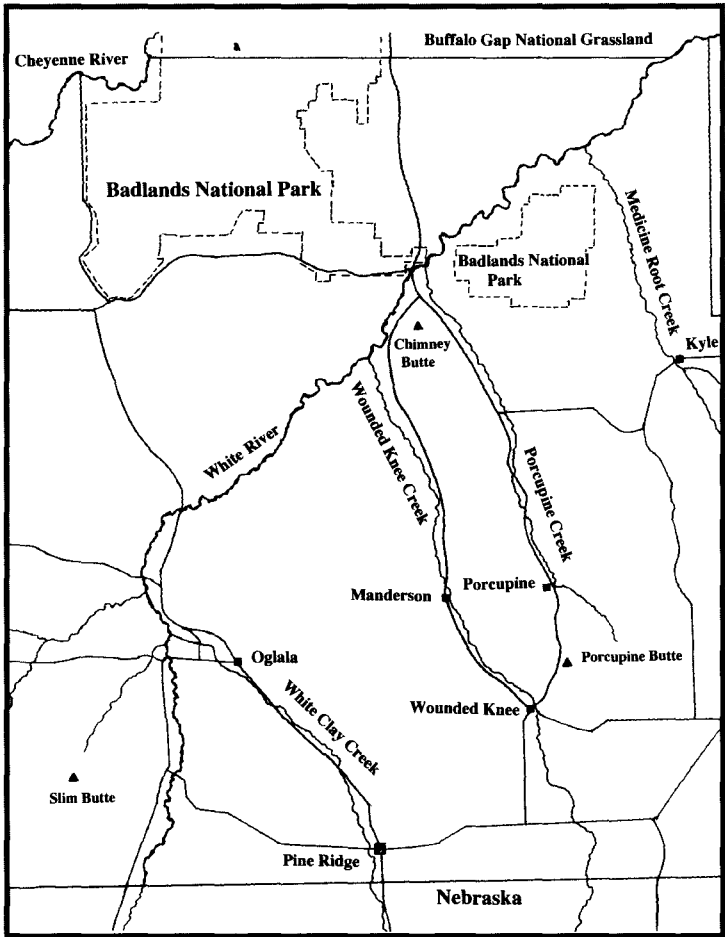 Buffalo Gap National Grassland
Cheyenne River
Badlands National Park
Medicine Root Creek
Badlands National
Park
Kyle
Chimney
Butte
White River
Wounded Knee Creek
Porcupine Creek
Manderson
Porcupine
Oglala
Porcupine Butte
White Clay Creek
Wounded Knee
Slim Butte
Pine Ridge
Nebraska